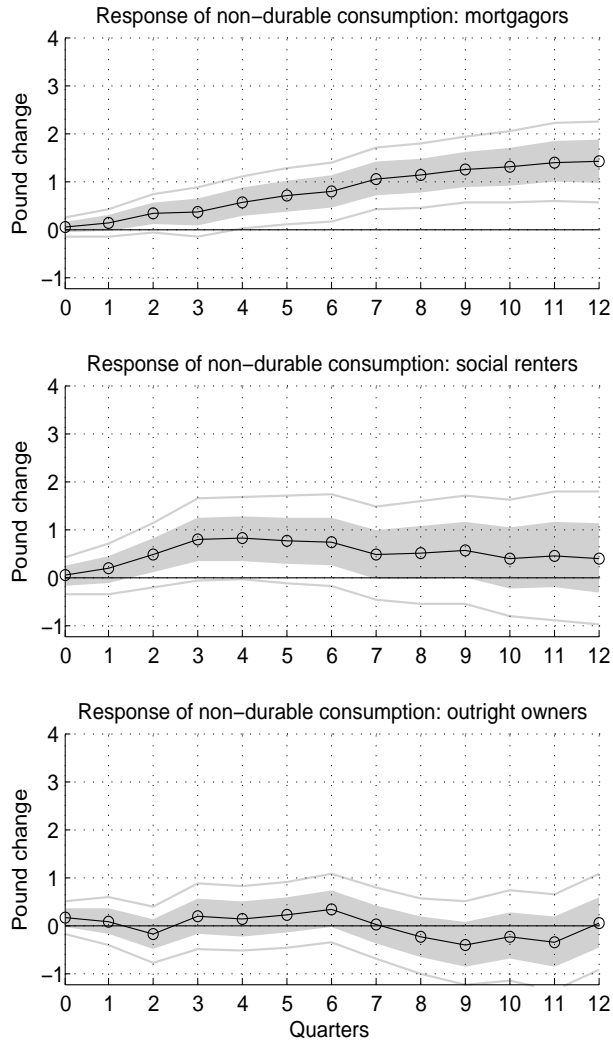 Response of non−durable consumption: mortgagors
4
3
2
1
0
−1
Pound change
0 1 2 3 4 5 6 7 8 9 10 11 12
Response of non−durable consumption: social renters
4
3
2
1
0
−1
Pound change
0 1 2 3 4 5 6 7 8 9 10 11 12
Response of non−durable consumption: outright owners
4
3
2
1
0
−1
Pound change
0 1 2 3 4 5 6 7 8 9 10 11 12
Quarters